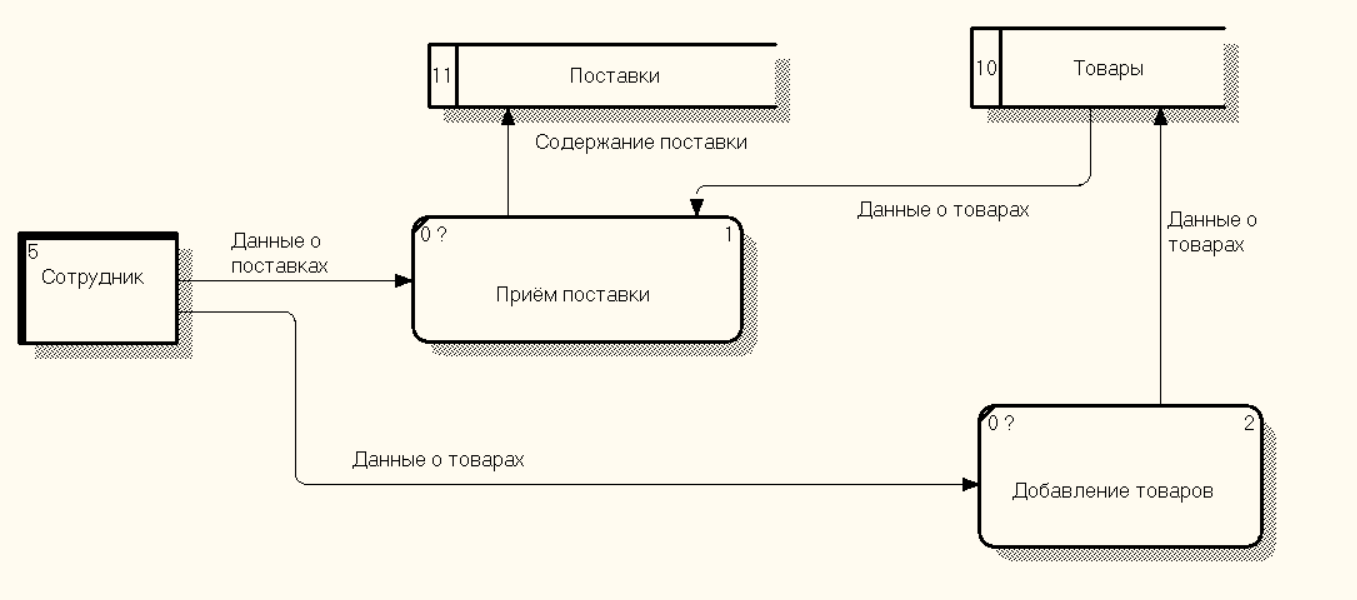 10
Товары
11
Поставки
Содержание поставки
Данные о товарах
Данные о
товарах
5
Сотрудник
Данные о
поставках
0 ?
1
Приём поставки
0 ?
2
Добавление товаров
Данные о товарах